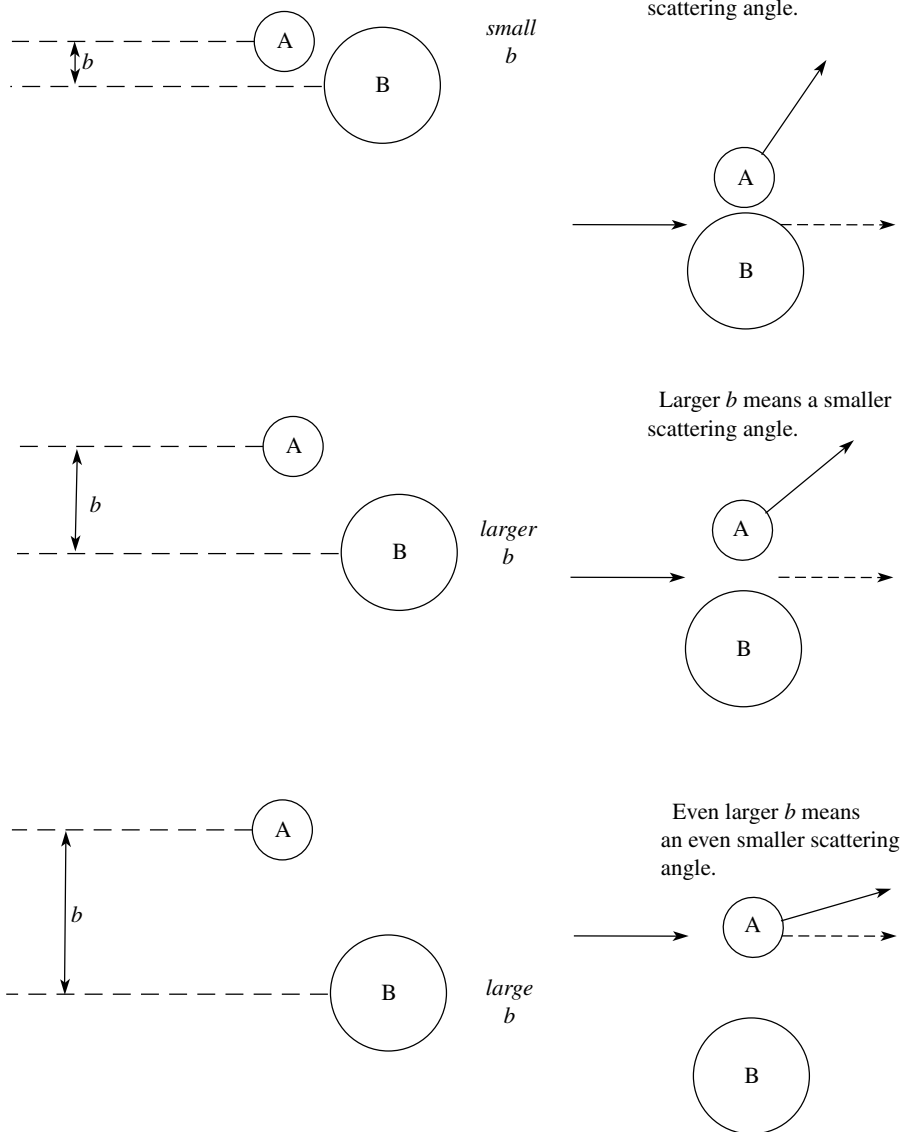 scattering angle.
A
b
B
small
b
A
B
Larger b means a smaller
scattering angle.
A
b
B
larger
b
A
B
Even larger b means
an even smaller scattering
angle.
A
b
B
large
b
A
B